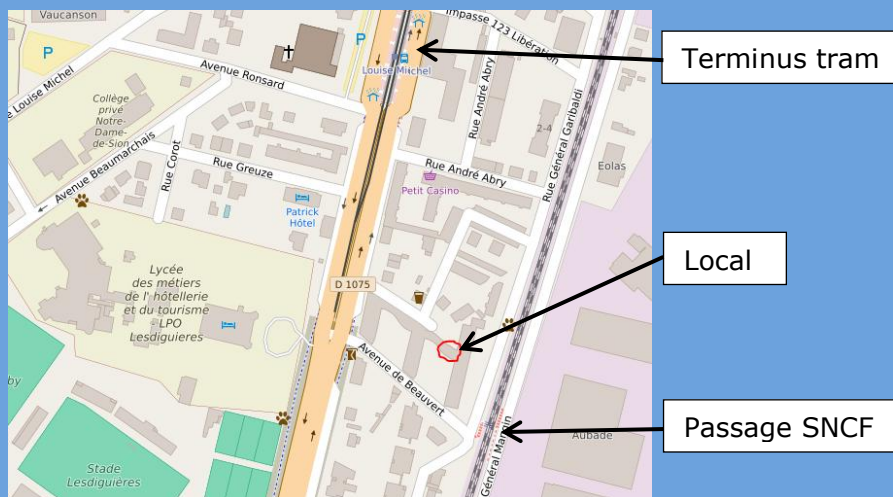 Vaucanson
P
P
Impasse 123 Libération
Terminus tram
Louise Michel
Avenue Ronsard
e Louise Michel
Collège
privé
Notre-
Dame-
de-Sion
Rue André Abry
Rue Général Garibaldi
2-4
Eolas
Avenue Beaumarchais
Rue Corot
Rue Greuze
Rue André Abry
Petit Casino
Patrick
Hôtel
Local
Lycée
des métiers
de l' hôtellerie
et du tourisme
- LPO
Lesdiguieres
D 1075
Avenue de Beauvert
by
Passage SNCF
Aubade
Stade
Lesdiguières